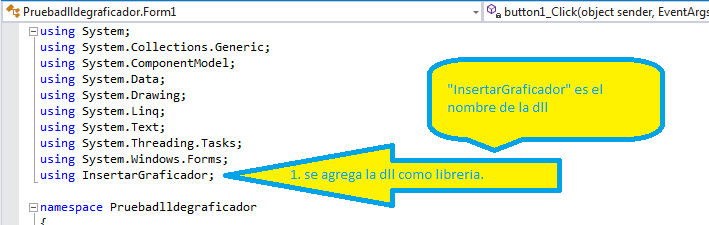 Pruebadlldegraficador.Form1
button1_Click(object sender, EventArgs
using System;
using System.Collections.Generic;
using System.ComponentModel;
using System.Data;
using System.Drawing;
using System.Linq;
using System.Text;
using System.Threading.Tasks;
using System.Windows.Forms;
using InsertarGraficador;
"InsertarGraficador" es el
nombre de la dll
1. se agrega la dll como libreria.
namespace Pruebadlldegraficador
{